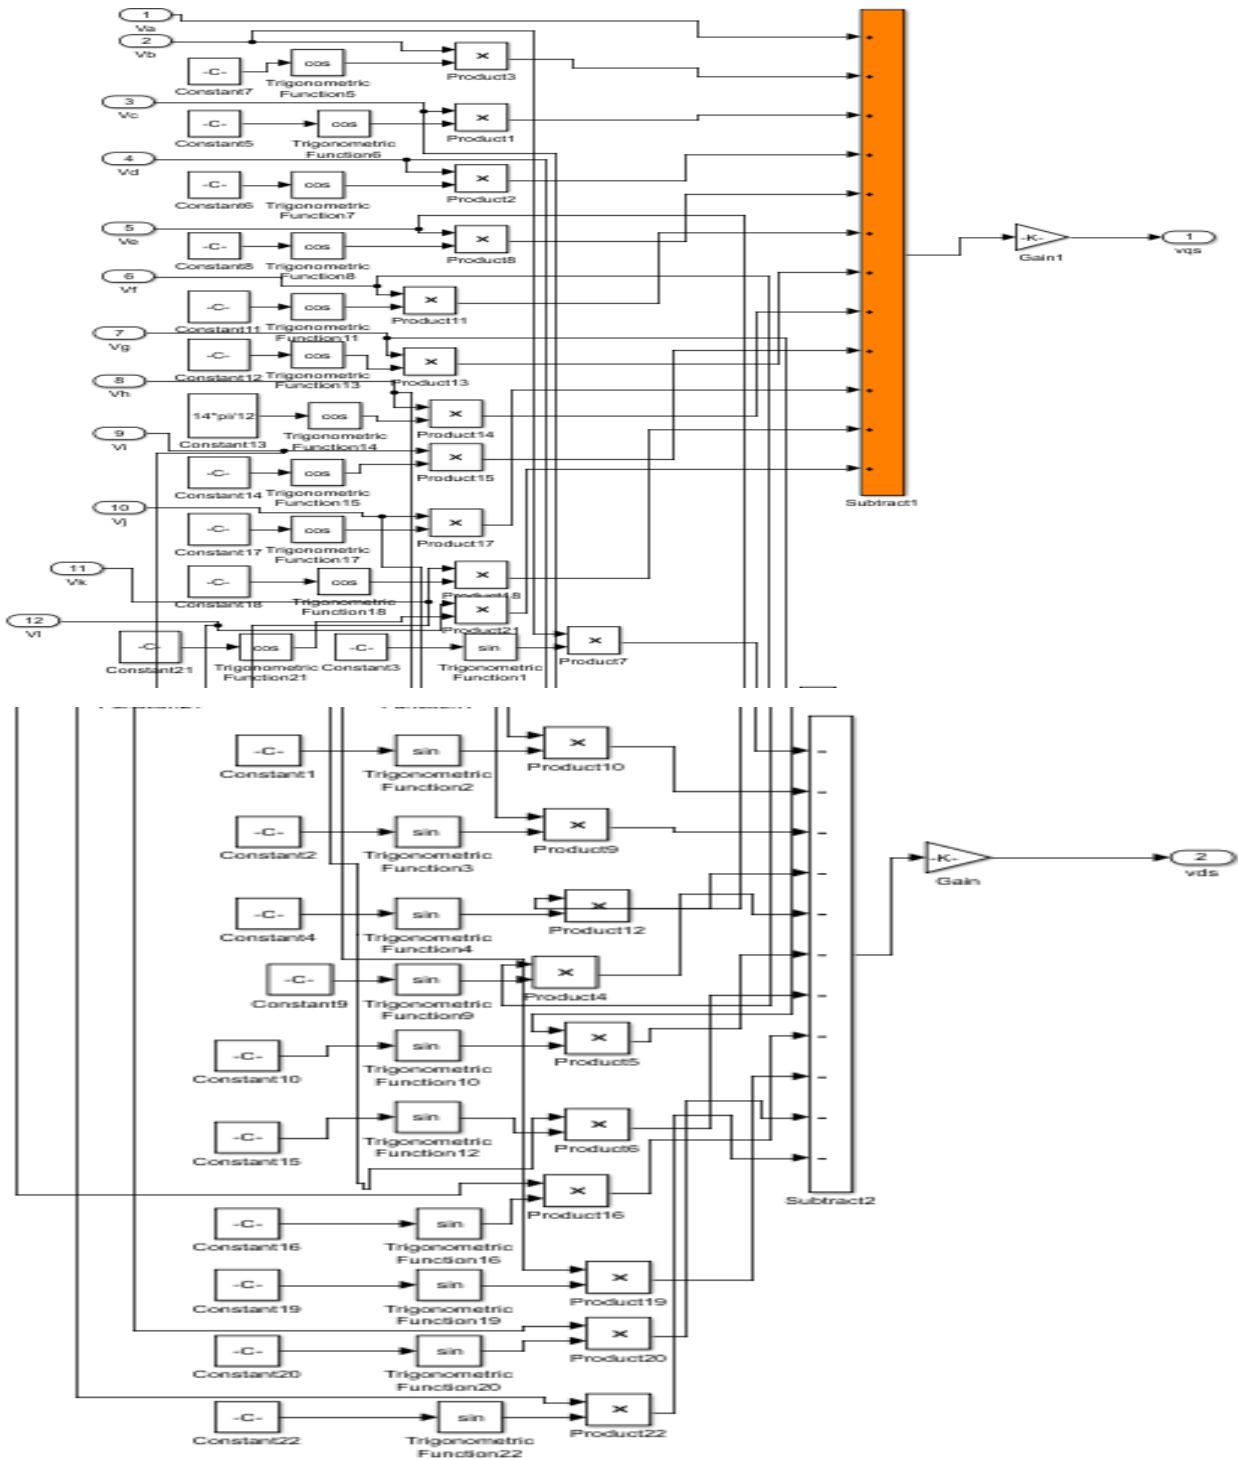 1
Va
2
Vb
-C-
Constant7
cos
Trigonometric
Function5
×
Product3
3
Vc
-C-
Constant5
cos
Trigonometric
Function6
×
Product1
4
Vd
-C-
Constant6
cos
Trigonometric
Function7
×
Product2
5
Ve
-C-
Constant8
cos
Trigonometric
Function8
×
Product8
6
Vf
-C-
Constant11
cos
Trigonometric
Function11
×
Product11
7
Vg
-C-
Constant12
cos
Trigonometric
Function13
×
Product13
8
Vh
14*pi/12
Constant13
cos
Trigonometric
Function14
×
Product14
9
Vi
-C-
Constant14
cos
Trigonometric
Function15
×
Product15
10
Vj
-C-
Constant17
cos
Trigonometric
Function17
×
Product17
11
Vk
-C-
Constant18
cos
Trigonometric
Function18
×
Product18
12
Vl
-C-
Constant21
cos
Trigonometric
Function21
×
Product21
-C-
Constant3
sin
Trigonometric
Function1
×
Product7
+
+
+
+
+
+
+
+
+
+
+
+
Subtract1
-K-
Gain1
1
vqs
-C-
Constant1
sin
Trigonometric
Function2
×
Product10
-C-
Constant2
sin
Trigonometric
Function3
×
Product9
-C-
Constant4
sin
Trigonometric
Function4
×
Product12
-C-
Constant9
sin
Trigonometric
Function9
×
Product4
-C-
Constant10
sin
Trigonometric
Function10
×
Product5
-C-
Constant15
sin
Trigonometric
Function12
×
Product6
-C-
Constant16
sin
Trigonometric
Function16
×
Product16
-C-
Constant19
sin
Trigonometric
Function19
×
Product19
-C-
Constant20
sin
Trigonometric
Function20
×
Product20
-C-
Constant22
sin
Trigonometric
Function22
×
Product22
-
-
-
-
-
-
-
-
-
-
-
Subtract2
-K-
Gain
2
vds